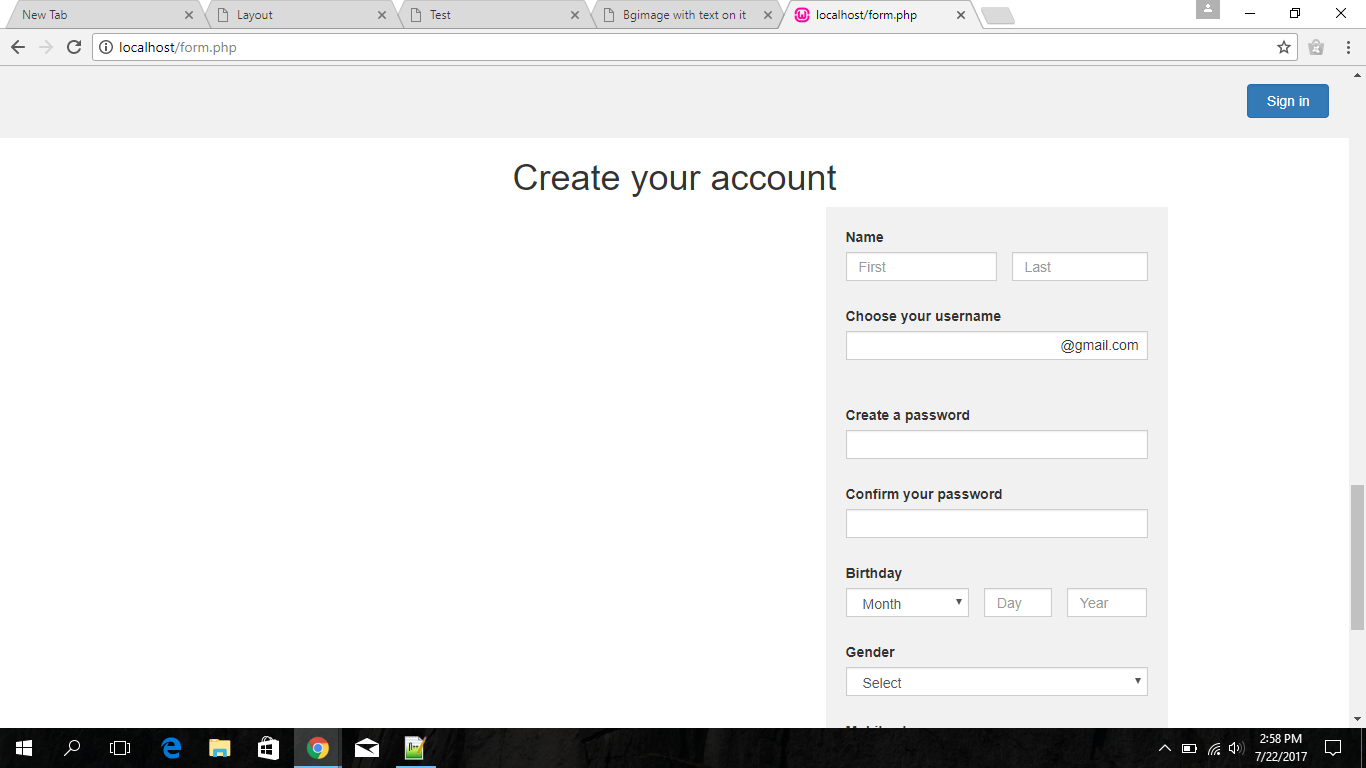 New Tab Layout Test Bgimage with text on it localhost/form.php
localhost/form.php
Sign in
Create your account
Name
First Last
Choose your username
@gmail.com
Create a password
Confirm your password
Birthday
Month Day Year
Gender
Select
2:58 PM
7/22/2017